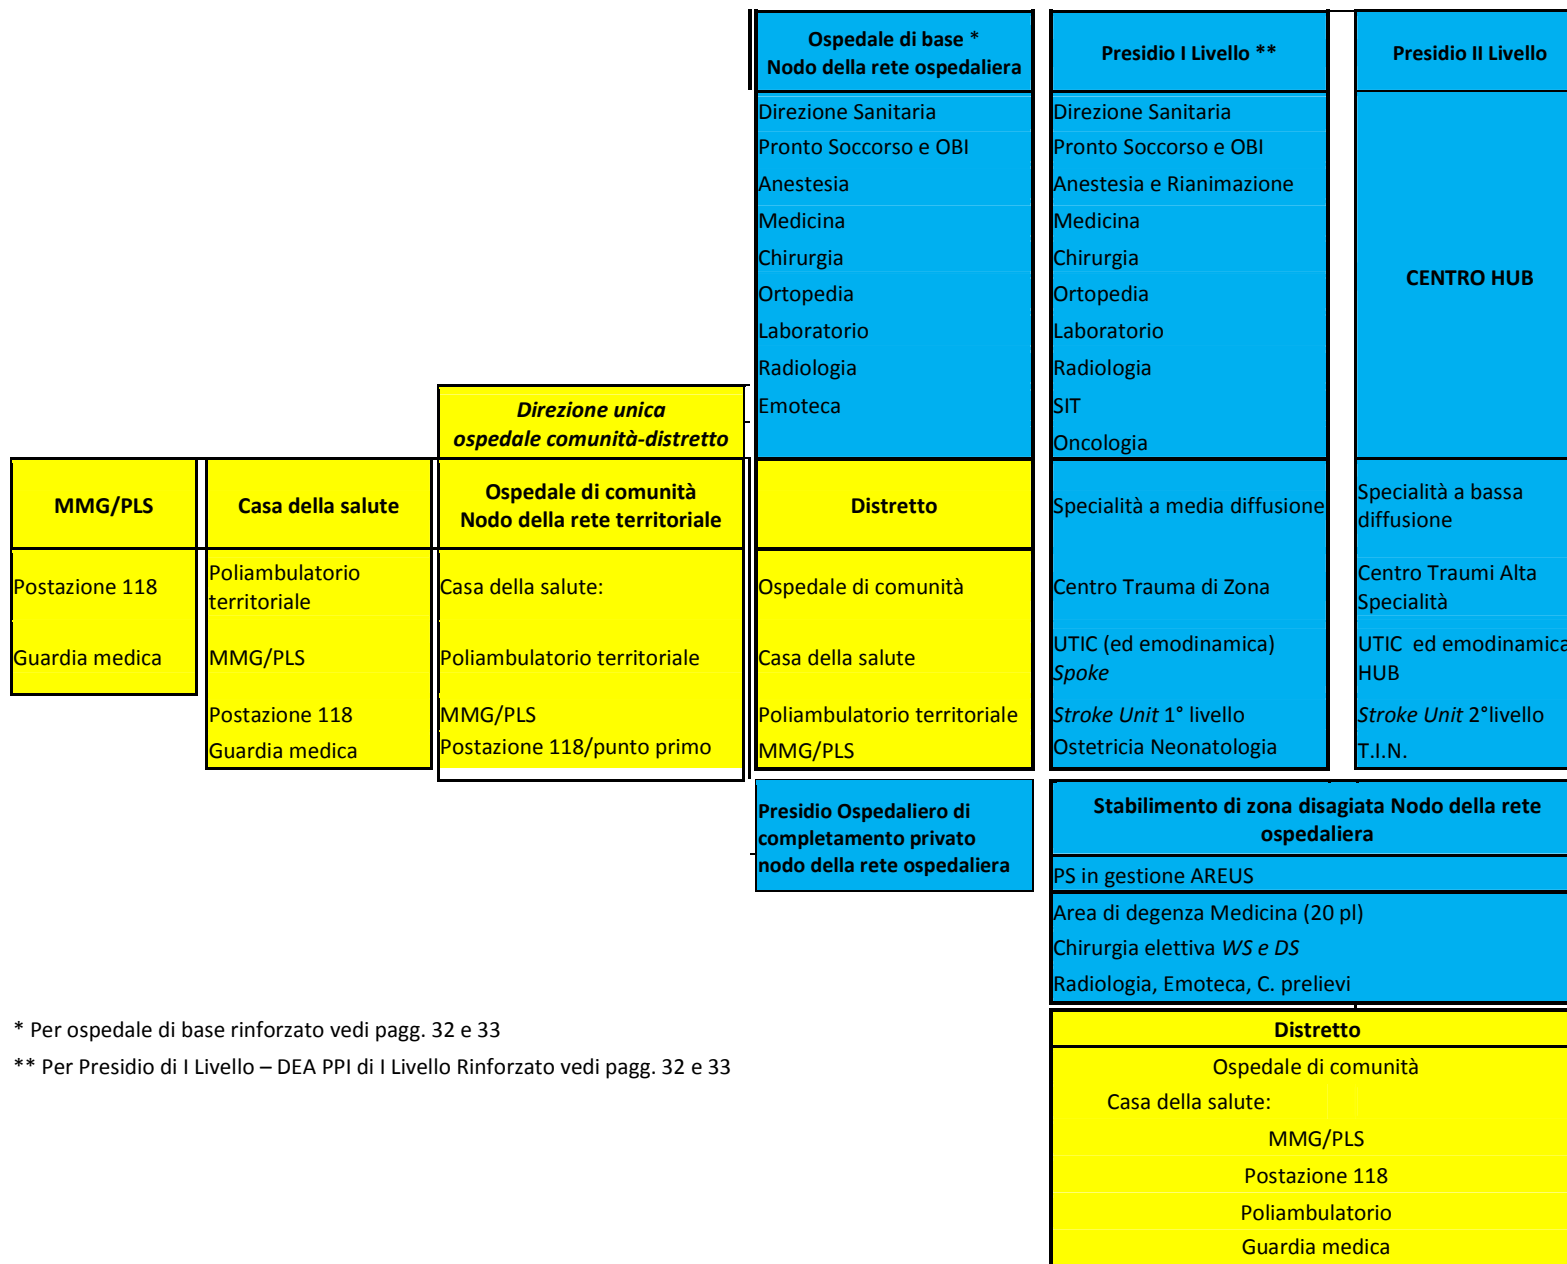 Ospedale di base *
Nodo della rete ospedaliera
Direzione Sanitaria
Pronto Soccorso e OBI
Anestesia
Medicina
Chirurgia
Ortopedia
Laboratorio
Radiologia
Emoteca
Presidio I Livello **
Direzione Sanitaria
Pronto Soccorso e OBI
Anestesia e Rianimazione
Medicina
Chirurgia
Ortopedia
Laboratorio
Radiologia
SIT
Oncologia
Specialità a media diffusione
Centro Trauma di Zona
UTIC (ed emodinamica)
Spoke
Stroke Unit 1° livello
Ostetricia Neonatologia
Presidio II Livello
CENTRO HUB
Specialità a bassa
diffusione
Centro Traumi Alta
Specialità
UTIC ed emodinamica
HUB
Stroke Unit 2°livello
T.I.N.
MMG/PLS
Postazione 118
Guardia medica
Casa della salute
Poliambulatorio
territoriale
MMG/PLS
Postazione 118
Guardia medica
Direzione unica
ospedale comunità-distretto
Ospedale di comunità
Nodo della rete territoriale
Casa della salute:
Poliambulatorio territoriale
MMG/PLS
Postazione 118/punto primo
Distretto
Ospedale di comunità
Casa della salute
Poliambulatorio territoriale
MMG/PLS
Presidio Ospedaliero di
completamento privato
nodo della rete ospedaliera
Stabilimento di zona disagiata Nodo della rete
ospedaliera
PS in gestione AREUS
Area di degenza Medicina (20 pl)
Chirurgia elettiva WS e DS
Radiologia, Emoteca, C. prelievi
Distretto
Ospedale di comunità
Casa della salute:
MMG/PLS
Postazione 118
Poliambulatorio
Guardia medica
* Per ospedale di base rinforzato vedi pagg. 32 e 33
** Per Presidio di I Livello – DEA PPI di I Livello Rinforzato vedi pagg. 32 e 33